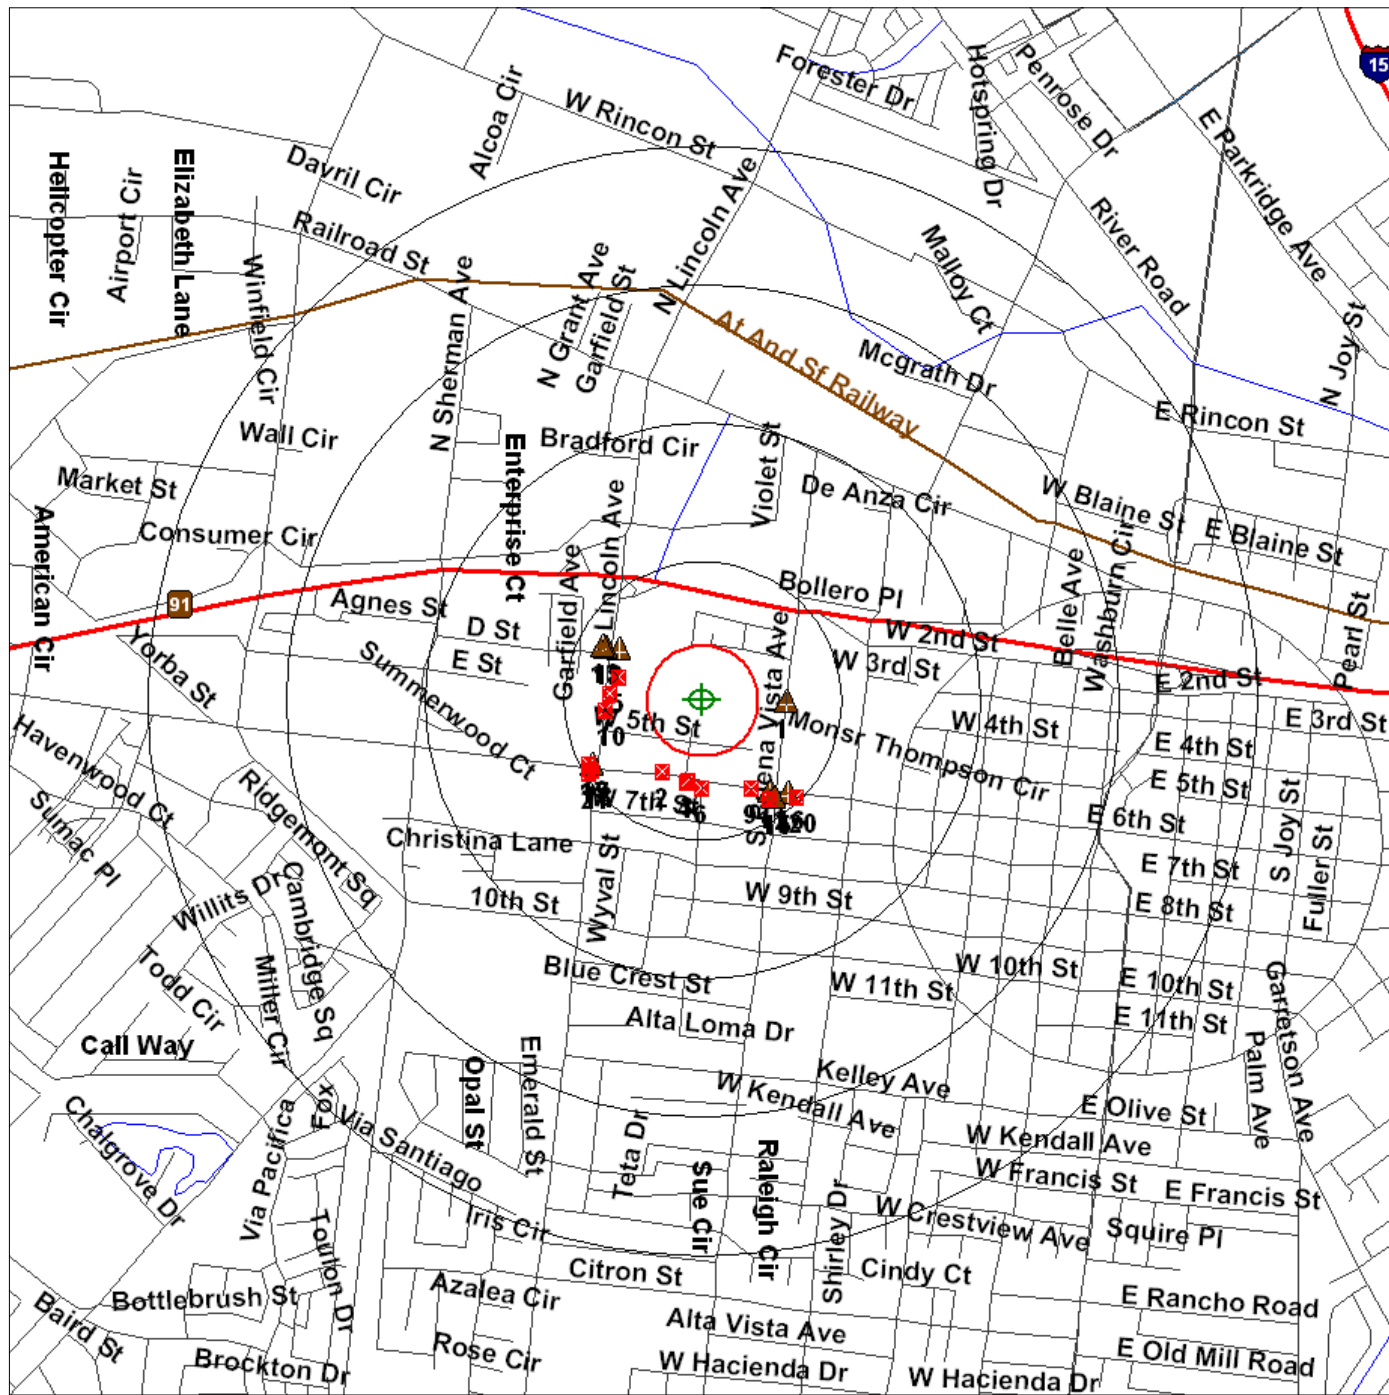 Forester Dr
Hotspring Dr
Penrose Dr
15
Alcoa Cir
W Rincon St
E Parkridge Ave
Helicopter Cir
Airport Cir
Elizabeth Lane
Davril Cir
N Lincoln Ave
River Road
Railroad St
Winfield Cir
N Sherman Ave
N Grant Ave
Garfield St
Malloy Ct
At And Sf Railway
Mcgrath Dr
N Joy St
E Rincon St
Wall Cir
Bradford Cir
Violet St
Market St
De Anza Cir
W Blaine St
E Blaine St
American Cir
Consumer Cir
Enterprise Ct
Lincoln Ave
Garfield Ave
Belle Ave
Washburn Cir
91
Agnes St
Bollero Pl
D St
W 2nd St
E St
W 3rd St
E 2nd St
Pearl St
Yorba St
Summerwood Ct
W 5th St
10
Monsr Thompson Cir
W 4th St
E 3rd St
E 4th St
Havenwood Ct
E 5th St
Sumac Pl
Ridgemont Sq
W 7th St
2
6
9
20
E 6th St
S Joy St
Fuller St
Christina Lane
E 7th St
Willits Dr
Cambridge Sq
10th St
Wyval St
W 9th St
E 8th St
Todd Cir
Miller Cir
Blue Crest St
W 11th St
W 10th St
E 10th St
Garretson Ave
Call Way
Alta Loma Dr
E 11th St
Palm Ave
Opal St
Emerald St
Kelley Ave
Chalgrove Dr
Fox
Via Pacifica
Via Santiago
W Kendall Ave
E Olive St
W Kendall Ave
Teta Dr
Sue Cir
Raleigh Cir
W Francis St
E Francis St
Iris Cir
Toulon Dr
Shirley Dr
W Crestview Ave
Squire Pl
Citron St
Cindy Ct
Bottlebrush St
Azalea Cir
E Rancho Road
Baird St
Alta Vista Ave
Brockton Dr
Rose Cir
W Hacienda Dr
W Hacienda Dr
E Old Mill Road